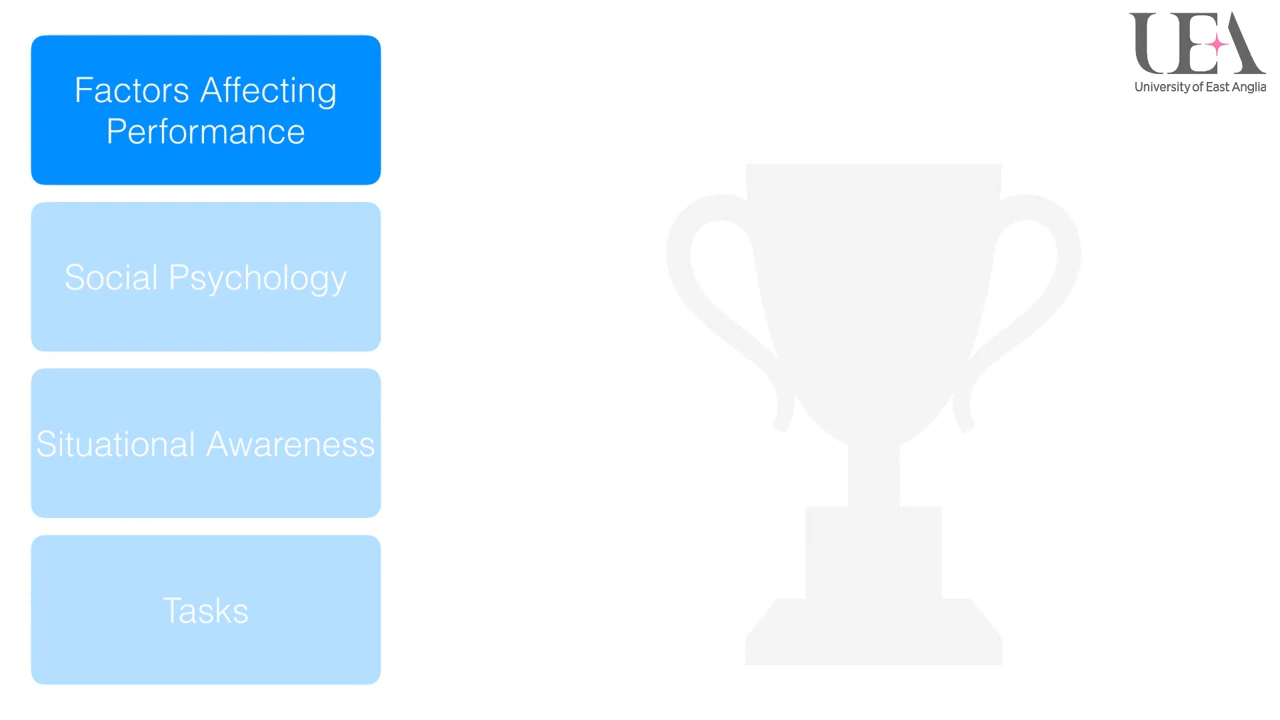 Factors Affecting
Performance
Social Psychology
Situational Awareness
Tasks
UEA
University of East Anglia